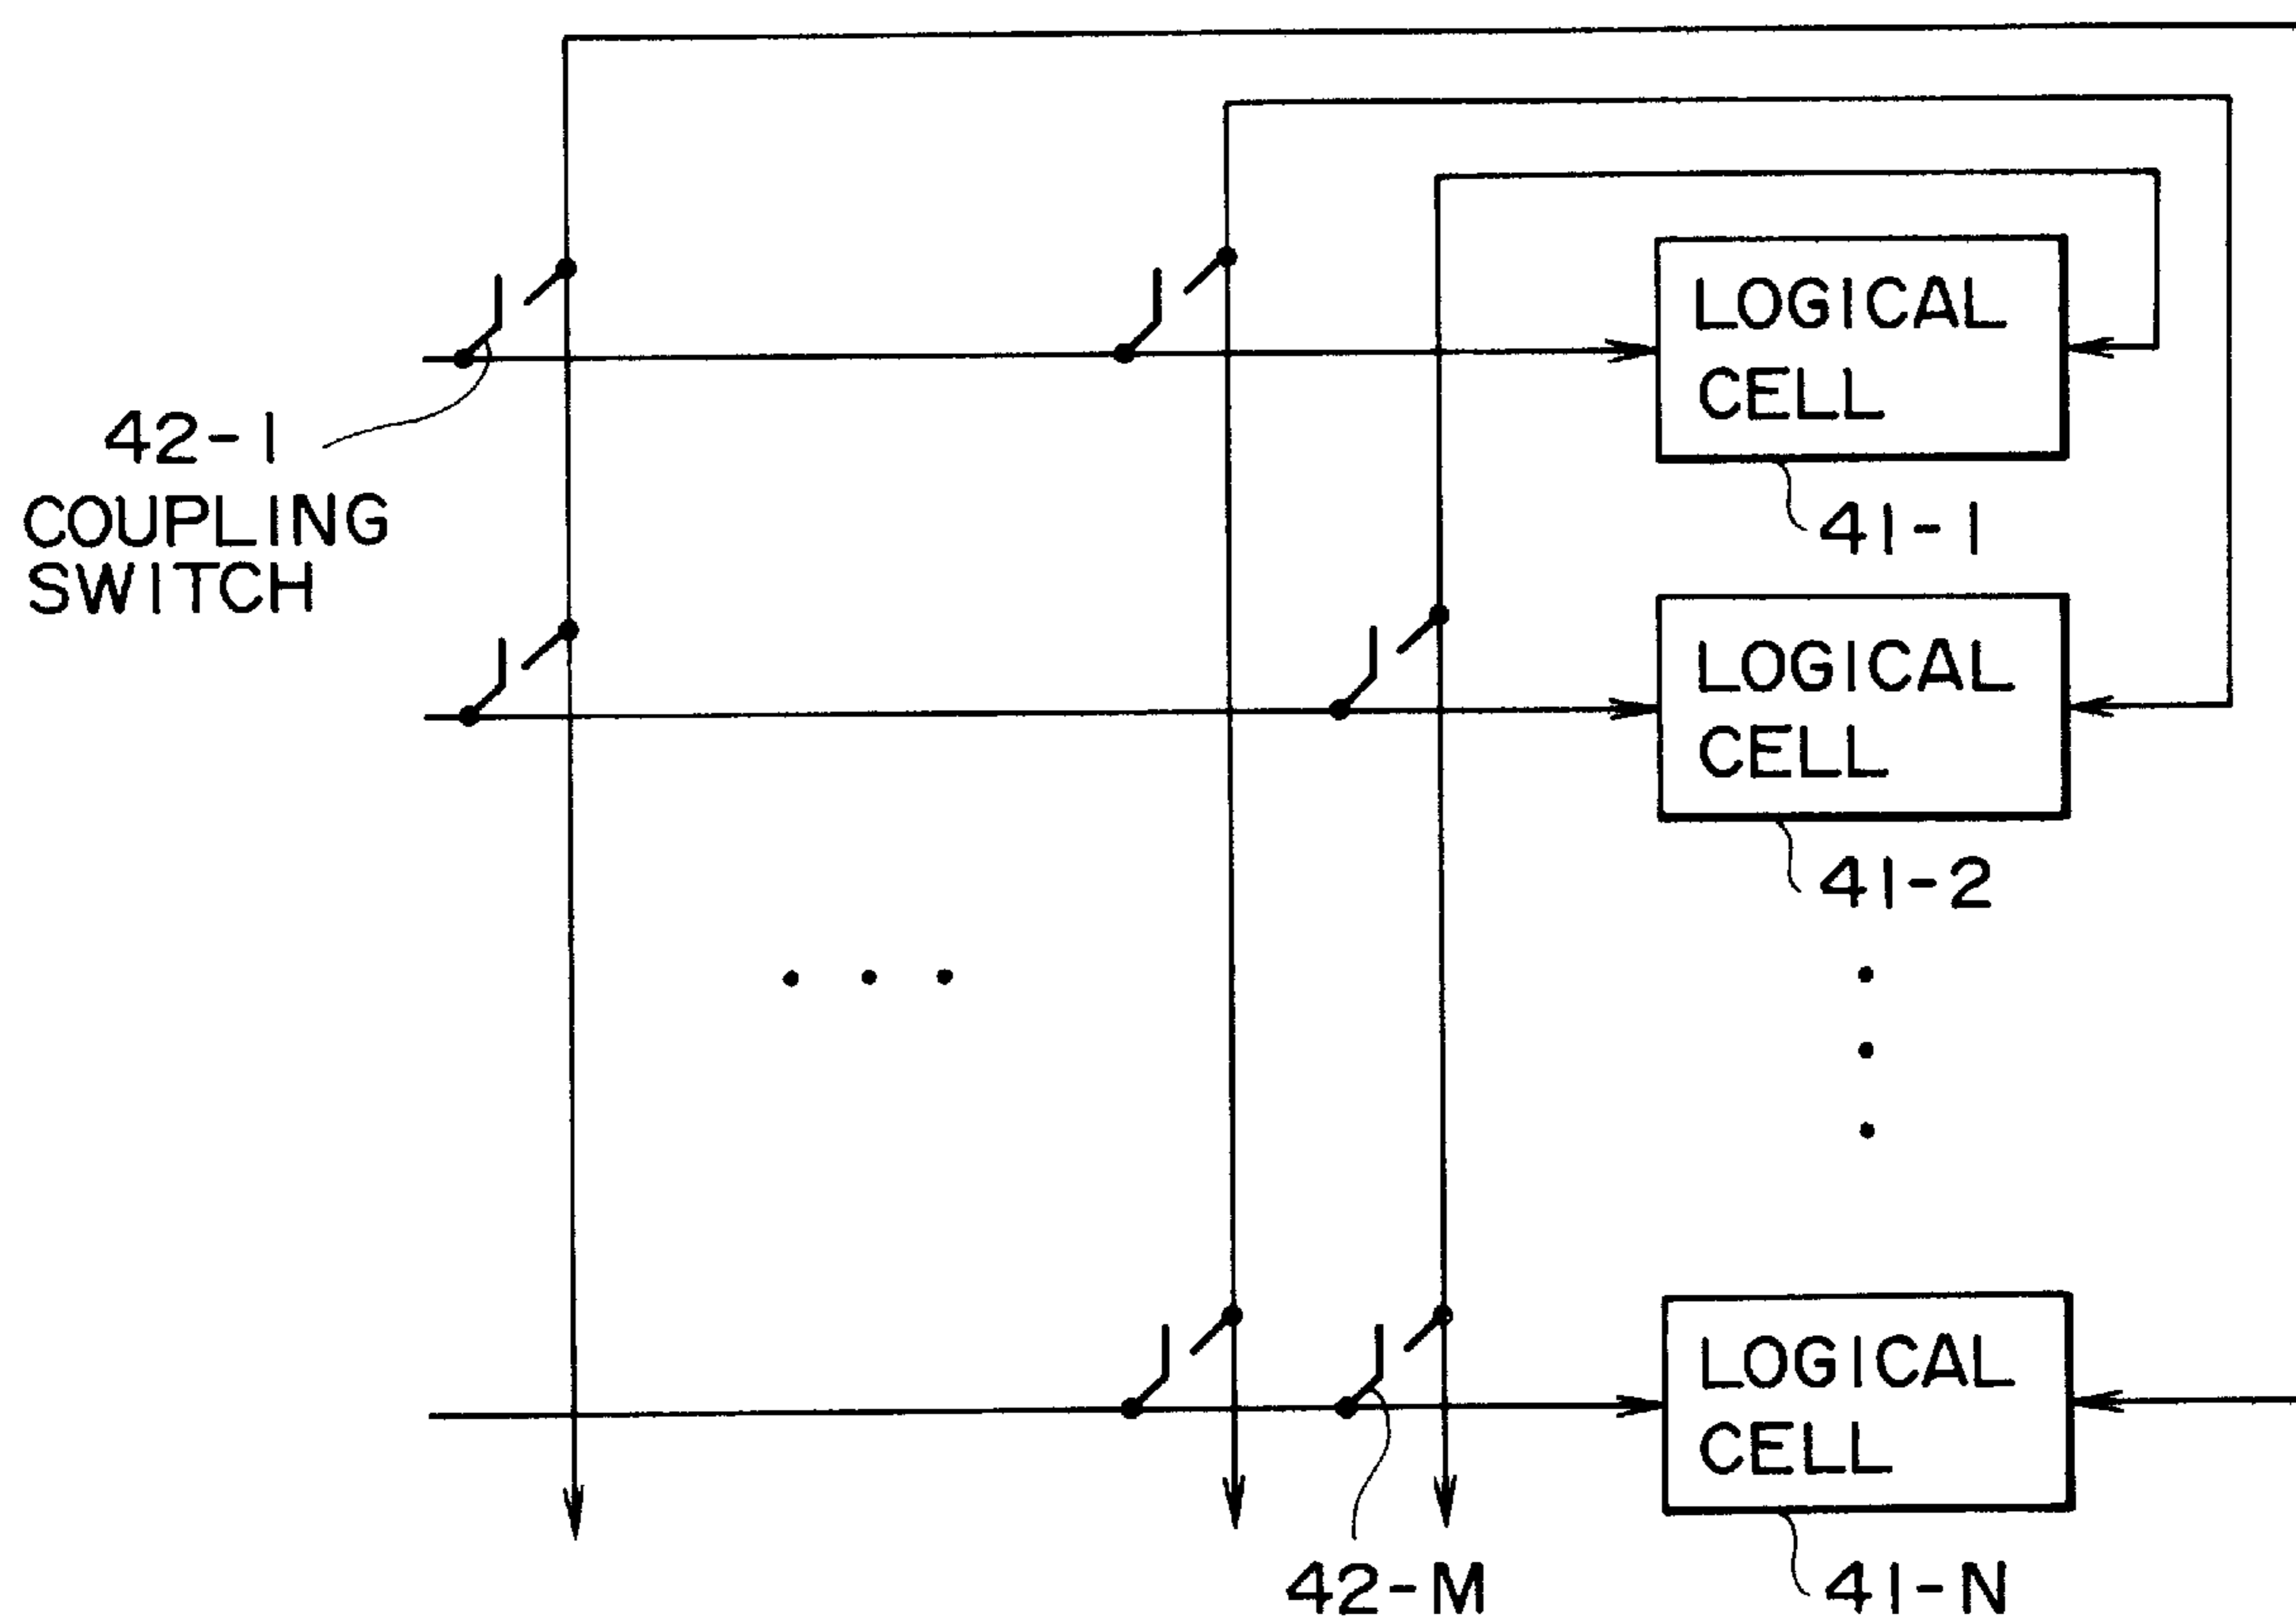 LOGICAL
CELL
42-1
COUPLING
SWITCH
41-1
LOGICAL
CELL
41-2
LOGICAL
CELL
42-M
41-N